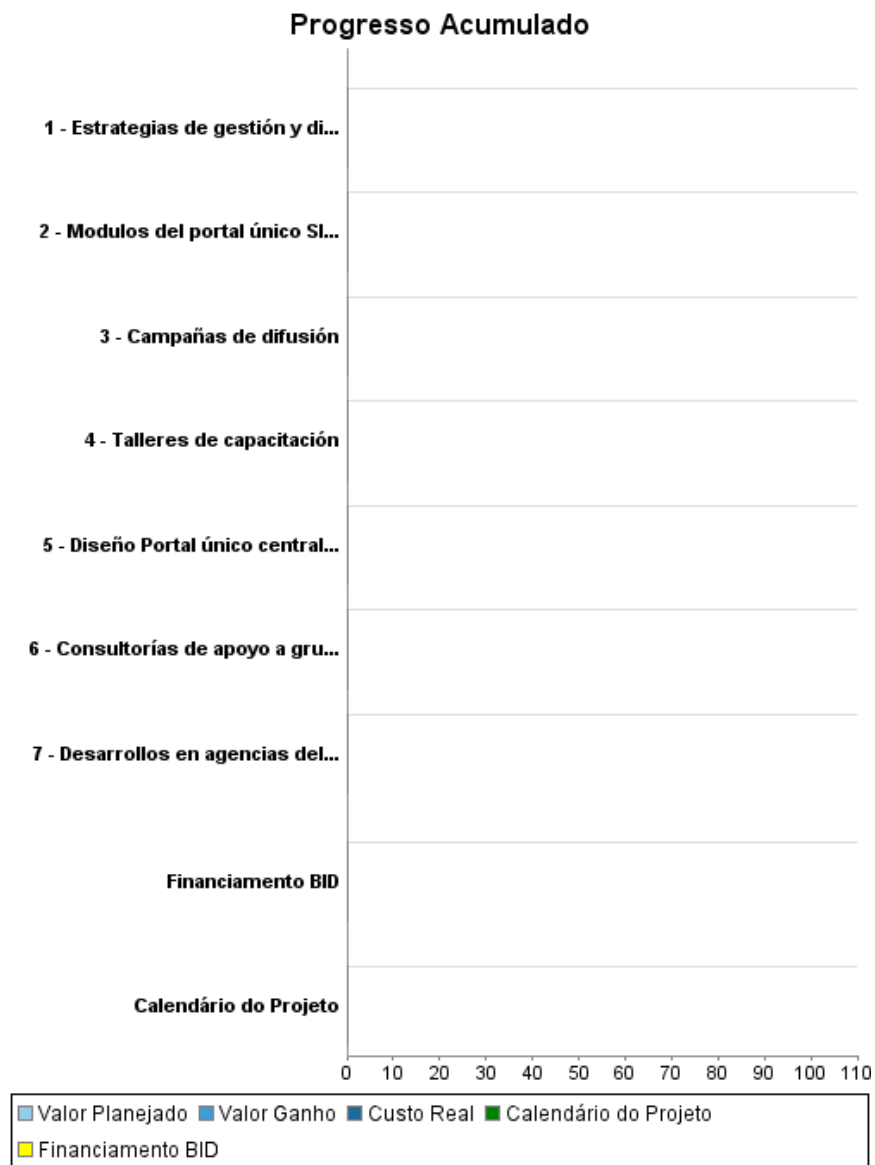 Progresso Acumulado
1 - Estrategias de gestión y di...
2 - Modulos del portal único SI...
3 - Campañas de difusión
4 - Talleres de capacitación
5 - Diseño Portal único central...
6 - Consultorías de apoyo a gru...
7 - Desarrollos en agencias del...
Financiamento BID
Calendário do Projeto
0 10 20 30 40 50 60 70 80 90 100 110
Valor Planejado Valor Ganho Custo Real Calendário do Projeto
Financiamento BID